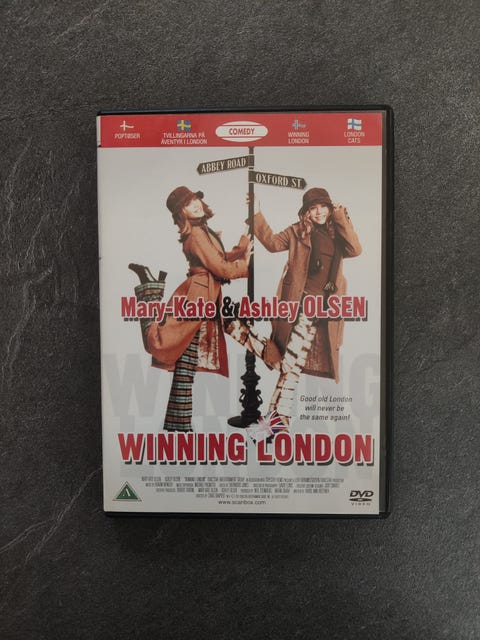 POPTØSER
TVILLINGARNA PÅ
ÄVENTYR I LONDON
COMEDY
WINNING
LONDON
LONDON
CATS
ABBEY ROAD
OXFORD ST.
Mary-Kate & Ashley OLSEN
Good old London
will never be
the same again!
WINNING LONDON
A
www.scanbox.com
DVD
VIDEO